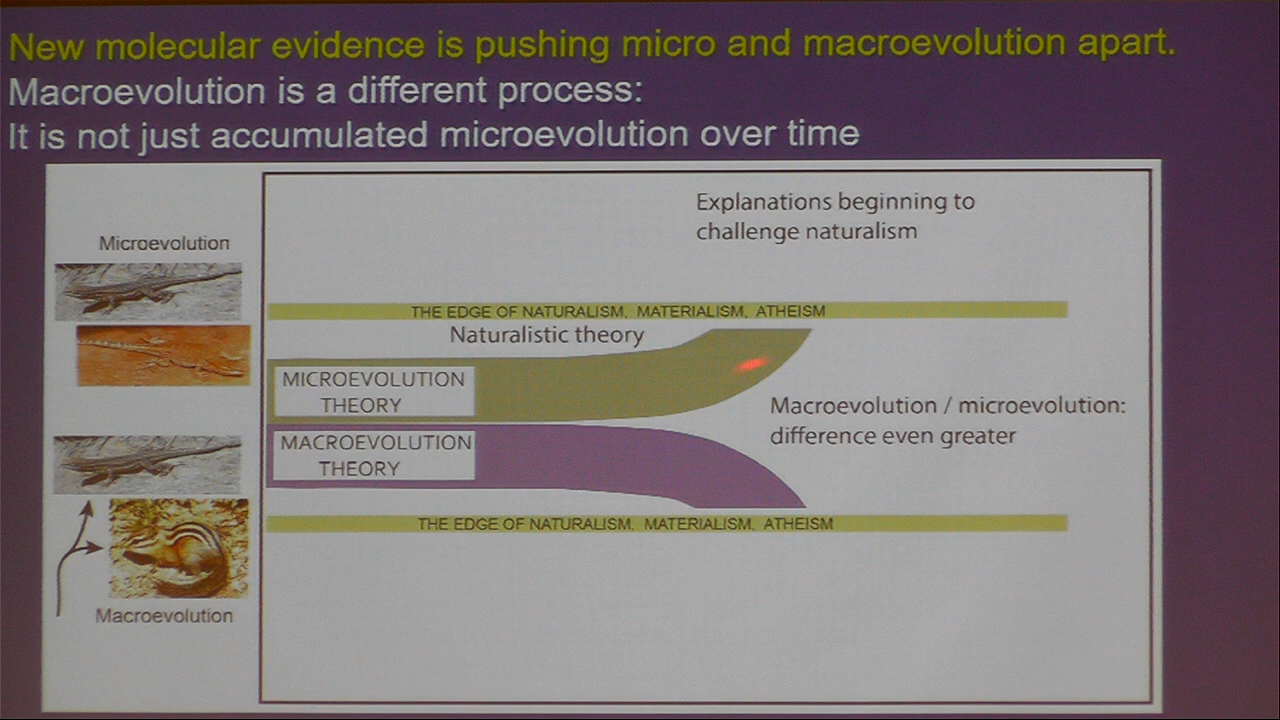 New molecular evidence is pushing micro and macroevolution apart.
Macroevolution is a different process:
It is not just accumulated microevolution over time
Explanations beginning to
challenge naturalism
Microevolution
THE EDGE OF NATURALISM, MATERIALISM, ATHEISM
Naturalistic theory
MICROEVOLUTION
THEORY
Macroevolution / microevolution:
difference even greater
MACROEVOLUTION
THEORY
THE EDGE OF NATURALISM, MATERIALISM, ATHEISM
Macroevolution